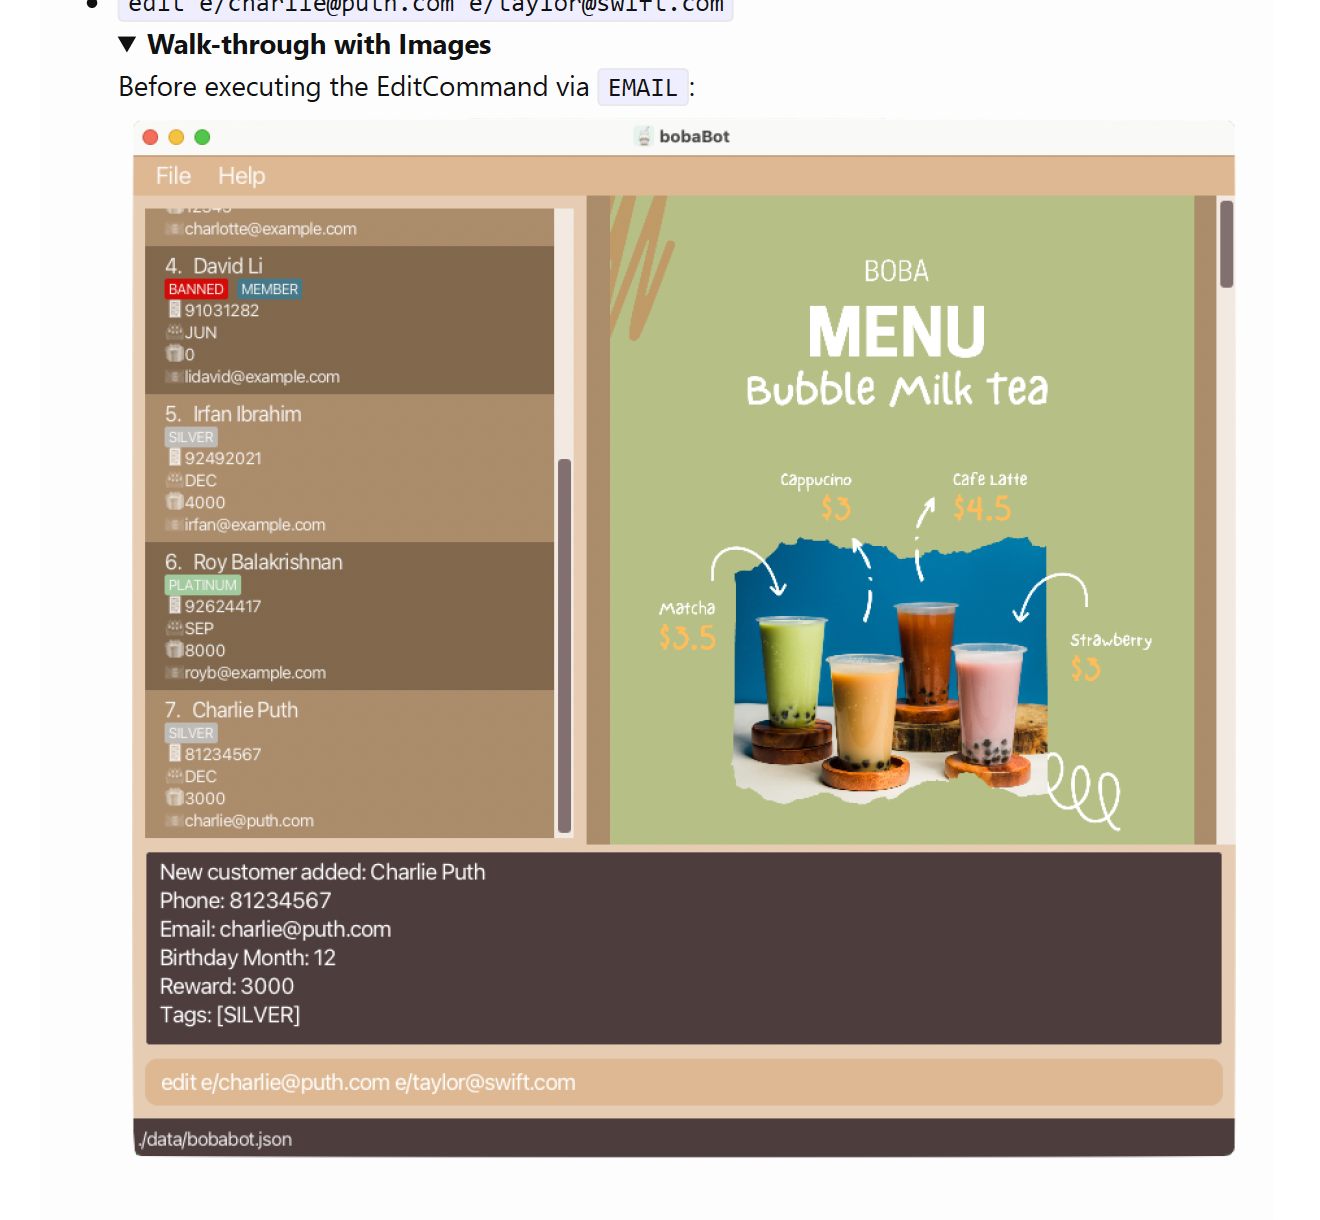 edit e/charlie@puth.com e/taylor@swift.com
Walk-through with Images
Before executing the EditCommand via EMAIL:
bobaBot
File Help
12345
charlotte@example.com
4. David Li
BANNED MEMBER
91031282
JUN
0
lidavid@example.com
5. Irfan Ibrahim
SILVER
92492021
DEC
4000
irfan@example.com
6. Roy Balakrishnan
PLATINUM
92624417
SEP
8000
royb@example.com
7. Charlie Puth
SILVER
81234567
DEC
3000
charlie@puth.com
BOBA
MENU
Bubble Milk Tea
Cappucino
$3
Cafe Latte
$4.5
Matcha
$3.5
Strawberry
$3
New customer added: Charlie Puth
Phone: 81234567
Email: charlie@puth.com
Birthday Month: 12
Reward: 3000
Tags: [SILVER]
edit e/charlie@puth.com e/taylor@swift.com
./data/bobabot.json